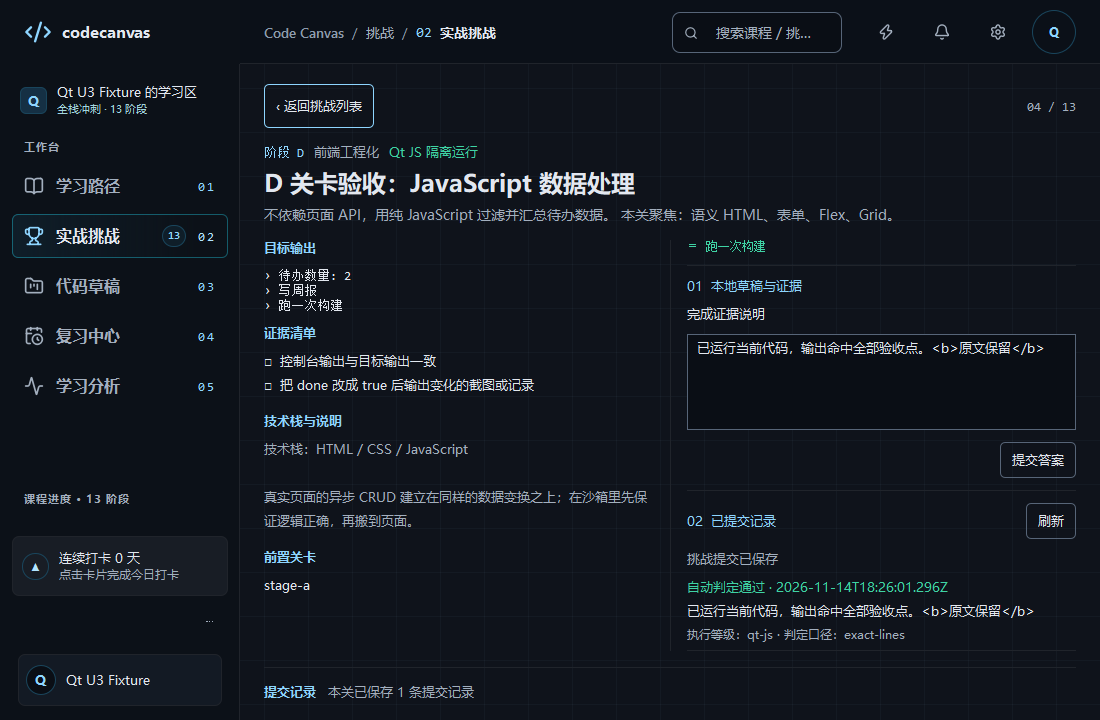 codecanvas
Code Canvas / 挑战 / 02 实战挑战
搜索课程 / 挑...
Q
Q
Qt U3 Fixture 的学习区
全栈冲刺 · 13 阶段
工作台
学习路径 01
实战挑战 13 02
代码草稿 03
复习中心 04
学习分析 05
课程进度 • 13 阶段
▲
连续打卡 0 天
点击卡片完成今日打卡
...
Q
Qt U3 Fixture
‹ 返回挑战列表
04 / 13
阶段 D 前端工程化 Qt JS 隔离运行
D 关卡验收：JavaScript 数据处理
不依赖页面 API，用纯 JavaScript 过滤并汇总待办数据。 本关聚焦：语义 HTML、表单、Flex、Grid。
目标输出
› 待办数量: 2
› 写周报
› 跑一次构建
证据清单
□ 控制台输出与目标输出一致
□ 把 done 改成 true 后输出变化的截图或记录
技术栈与说明
技术栈：HTML / CSS / JavaScript
真实页面的异步 CRUD 建立在同样的数据变换之上；在沙箱里先保
证逻辑正确，再搬到页面。
前置关卡
stage-a
= 跑一次构建
01 本地草稿与证据
完成证据说明
已运行当前代码，输出命中全部验收点。<b>原文保留</b>
提交答案
02 已提交记录
刷新
挑战提交已保存
自动判定通过 · 2026-11-14T18:26:01.296Z
已运行当前代码，输出命中全部验收点。<b>原文保留</b>
执行等级：qt-js · 判定口径：exact-lines
提交记录 本关已保存 1 条提交记录